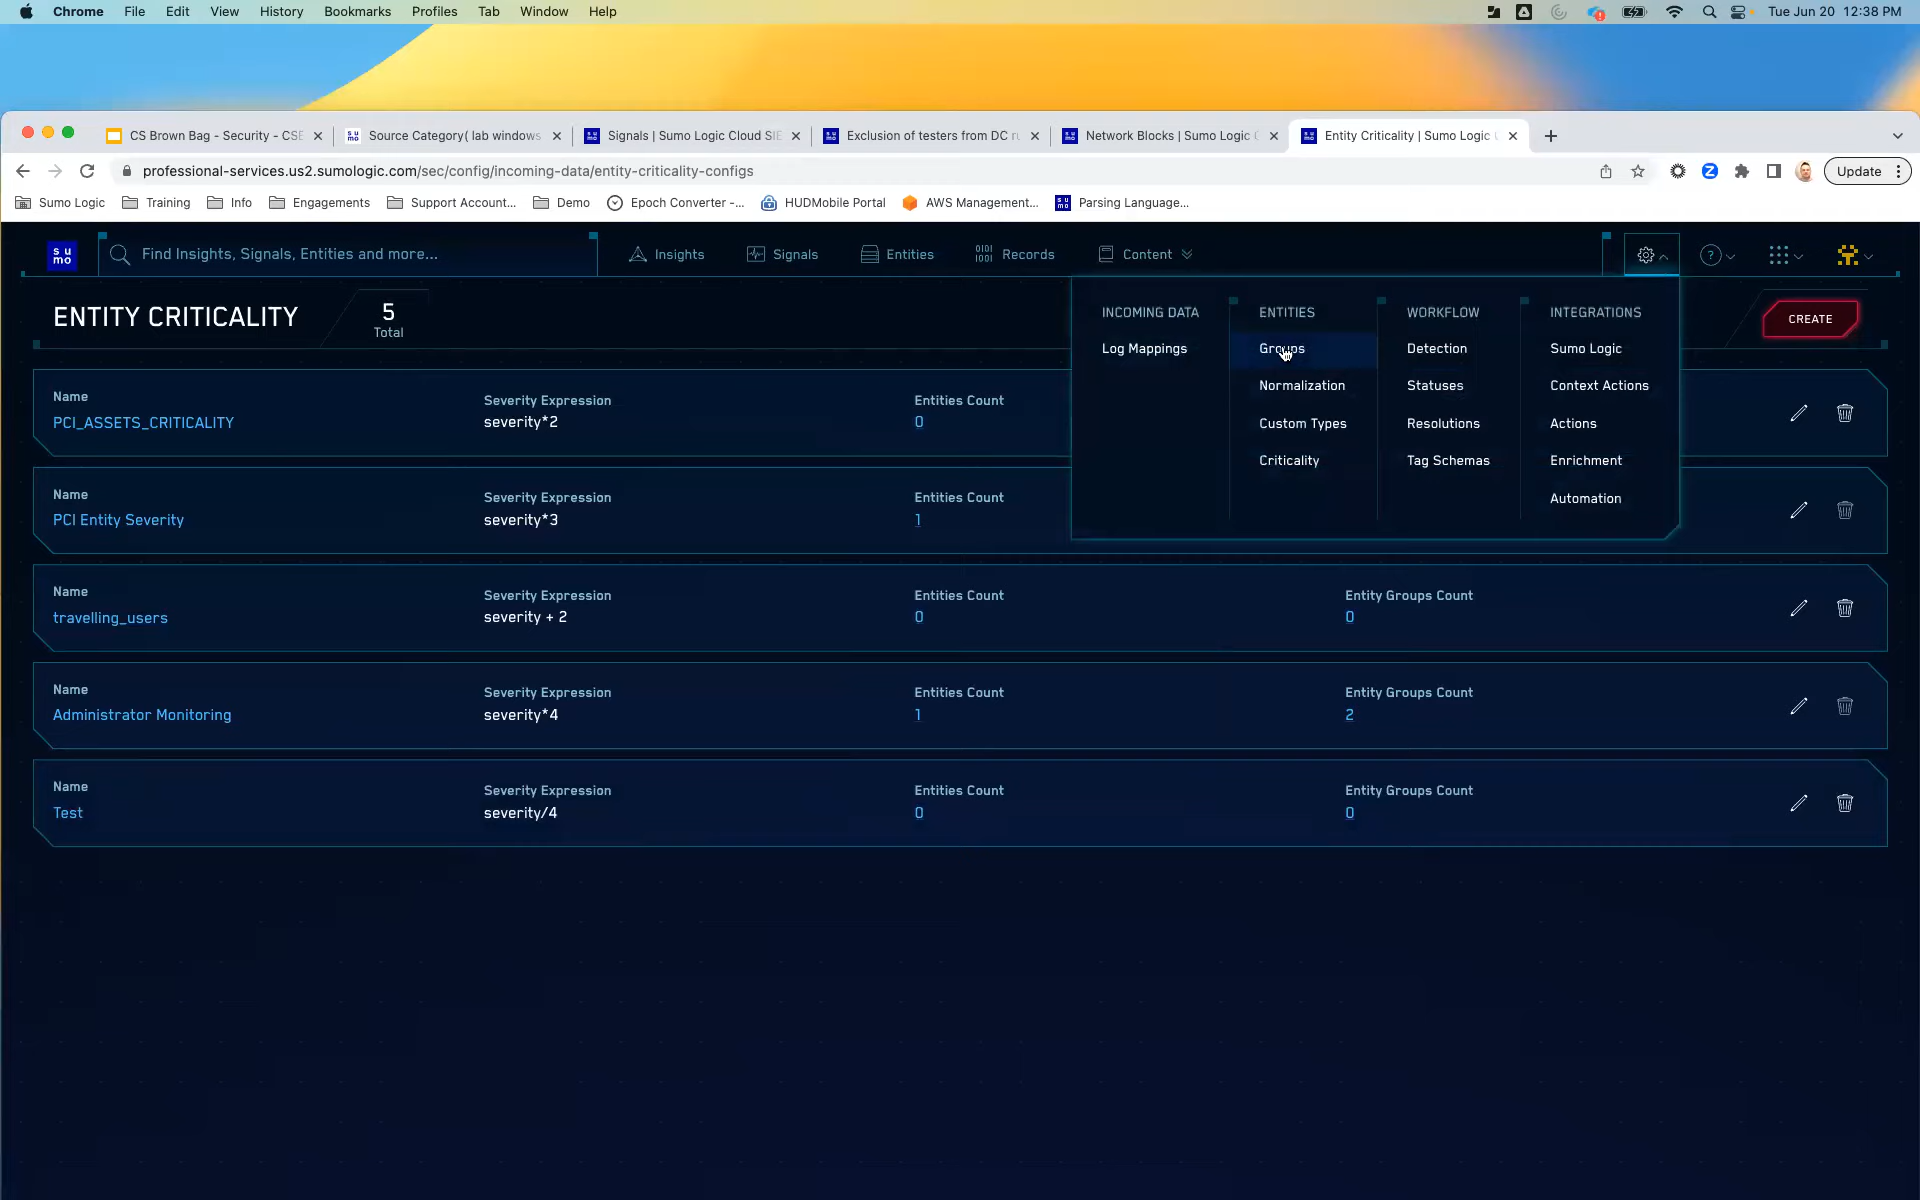 Chrome File Edit View History Bookmarks Profiles Tab Window Help Tue Jun 20 12:38 PM
CS Brown Bag - Security - CSE Source Category( lab windows Signals | Sumo Logic Cloud SIE Exclusion of testers from DC ru Network Blocks | Sumo Logic Entity Criticality | Sumo Logic
professional-services.us2.sumologic.com/sec/config/incoming-data/entity-criticality-configs Update
Sumo Logic Training Info Engagements Support Account... Demo Epoch Converter -... HUDMobile Portal AWS Management... Parsing Language...
su
mo
Find Insights, Signals, Entities and more... Insights Signals Entities Records Content
ENTITY CRITICALITY 5
Total
CREATE
INCOMING DATA
Log Mappings
ENTITIES
Groups
Normalization
Custom Types
Criticality
WORKFLOW
Detection
Statuses
Resolutions
Tag Schemas
INTEGRATIONS
Sumo Logic
Context Actions
Actions
Enrichment
Automation
Name Severity Expression Entities Count
PCI_ASSETS_CRITICALITY severity*2 0
Name Severity Expression Entities Count
PCI Entity Severity severity*3 1
Name Severity Expression Entities Count Entity Groups Count
travelling_users severity + 2 0 0
Name Severity Expression Entities Count Entity Groups Count
Administrator Monitoring severity*4 1 2
Name Severity Expression Entities Count Entity Groups Count
Test severity/4 0 0